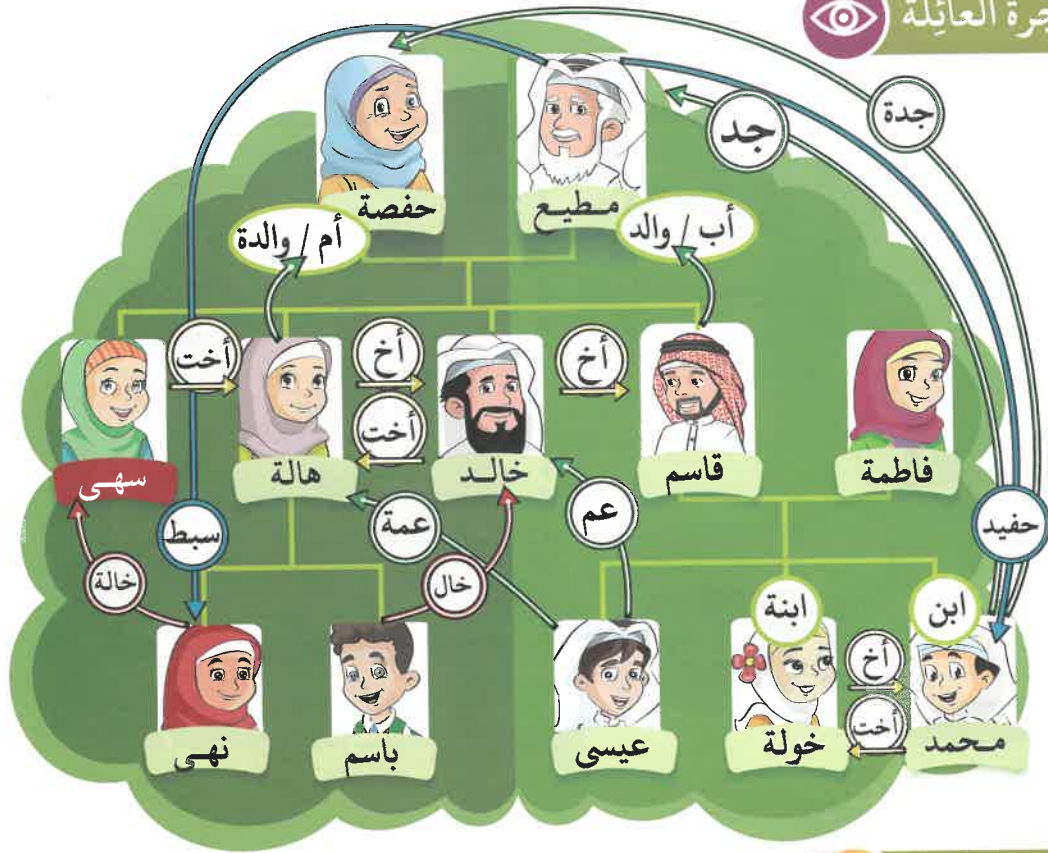 جرة العائلة
جدة
جد
حفصة
مطيع
أم / والدة
أب / والد
أخت
أخ
أخ
أخت
سهى
هالة
خالد
قاسم
فاطمة
سبط
عمة
عم
حفيد
خالة
خال
ابنة
ابن
أخ
أخت
نهى
باسم
عيسى
خولة
محمد